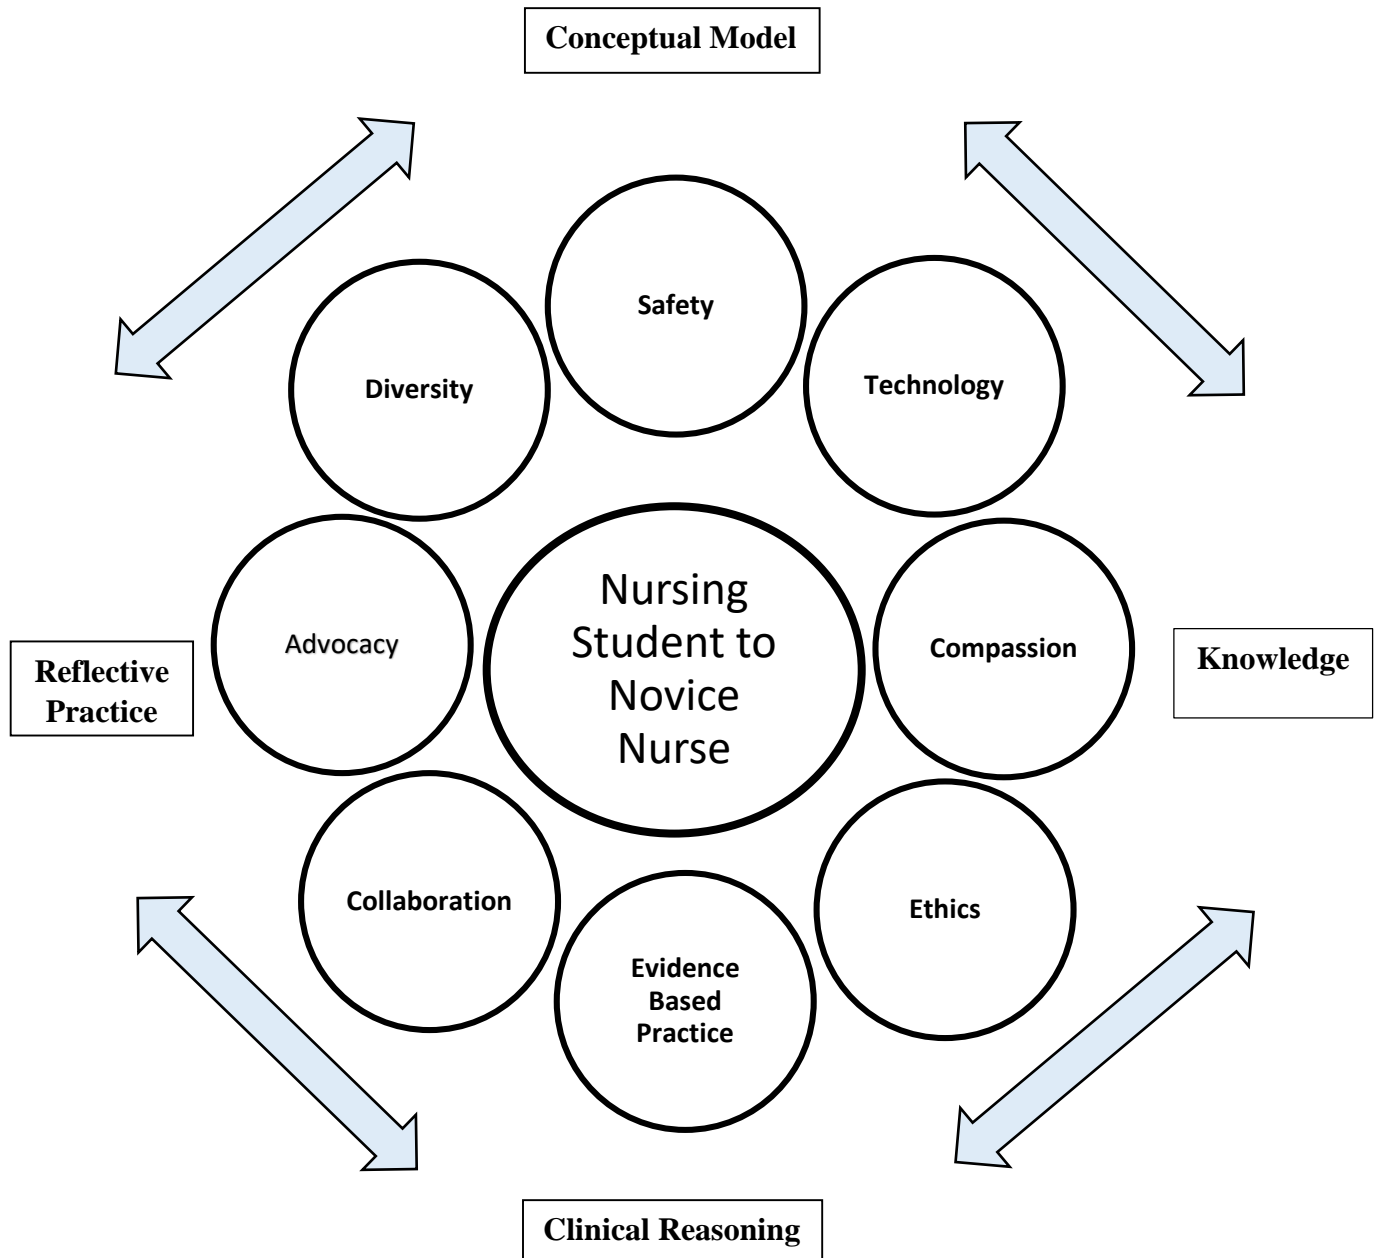 Conceptual Model
Safety
Diversity
Technology
Nursing
Student to
Novice
Nurse
Advocacy
Compassion
Reflective
Practice
Knowledge
Collaboration
Ethics
Evidence
Based
Practice
Clinical Reasoning